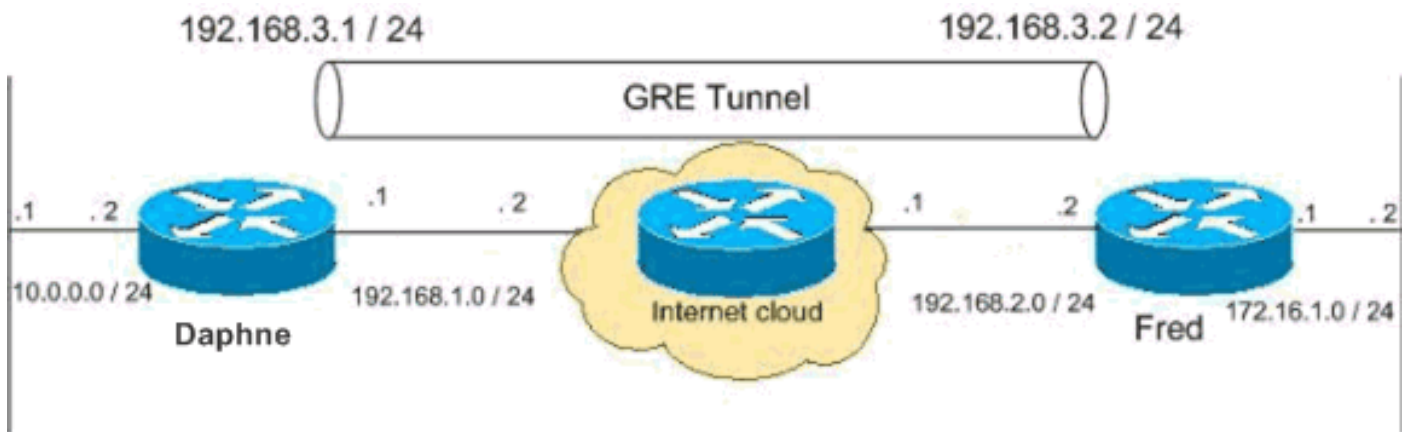 192.168.3.1 / 24
192.168.3.2 / 24
GRE Tunnel
.1
. 2
.1
. 2
.1
.2
.1
. 2
10.0.0.0 / 24
192.168.1.0 / 24
Internet cloud
192.168.2.0 / 24
172.16.1.0 / 24
Daphne
Fred